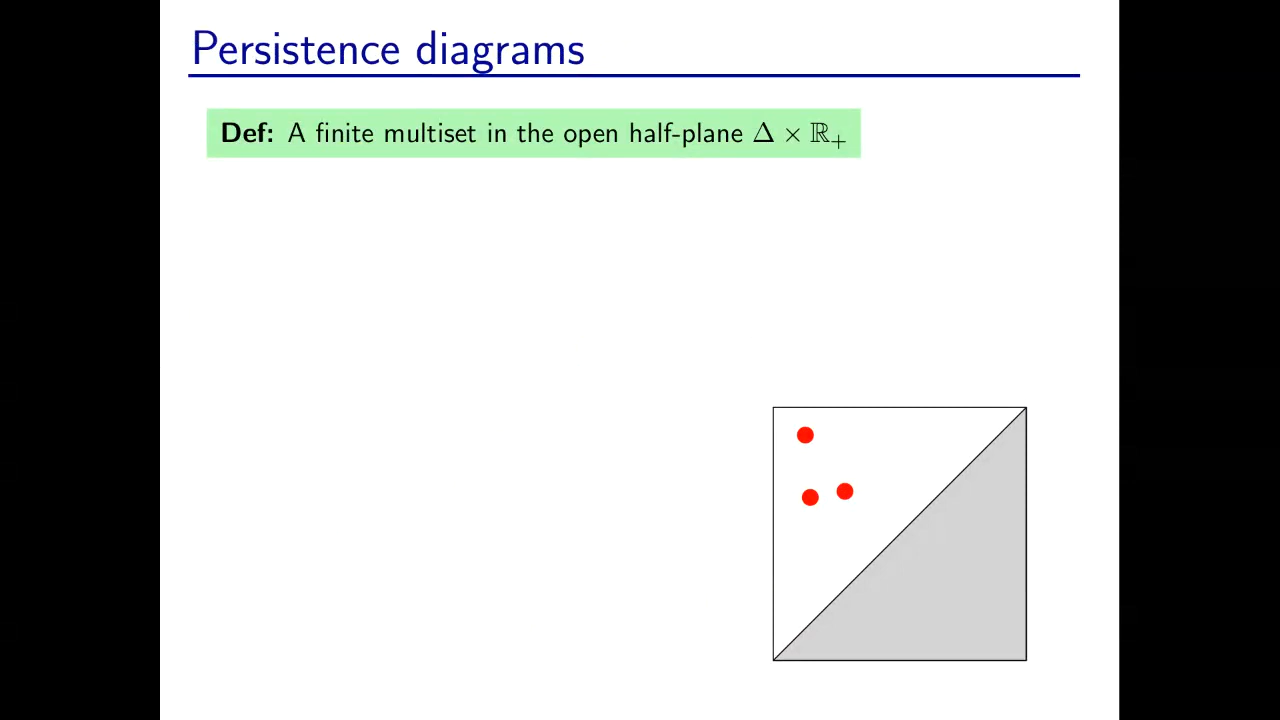 Persistence diagrams
Def: A finite multiset in the open half-plane Δ × ℝ₊